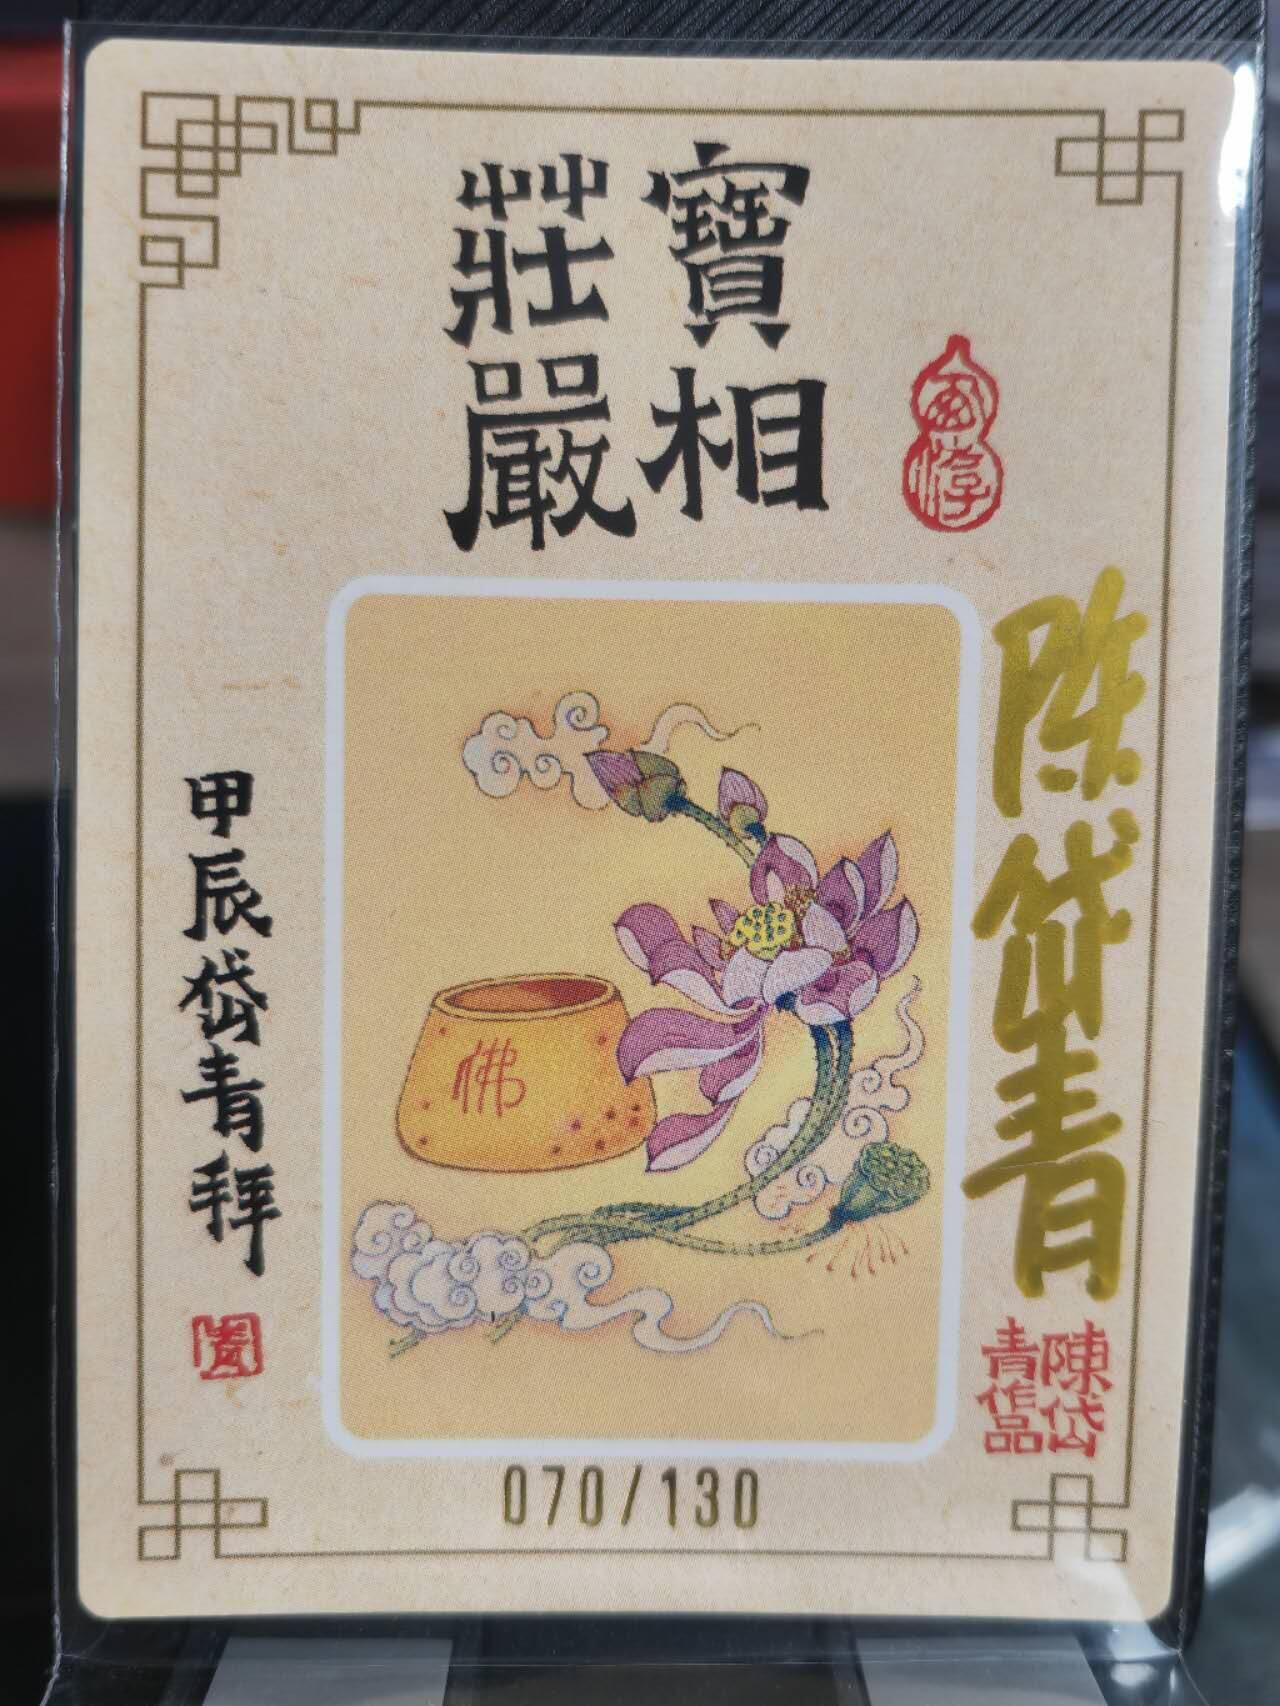 寶相
莊嚴
陈岱青
甲辰岱青拜
佛
陳岱
青作品
070/130